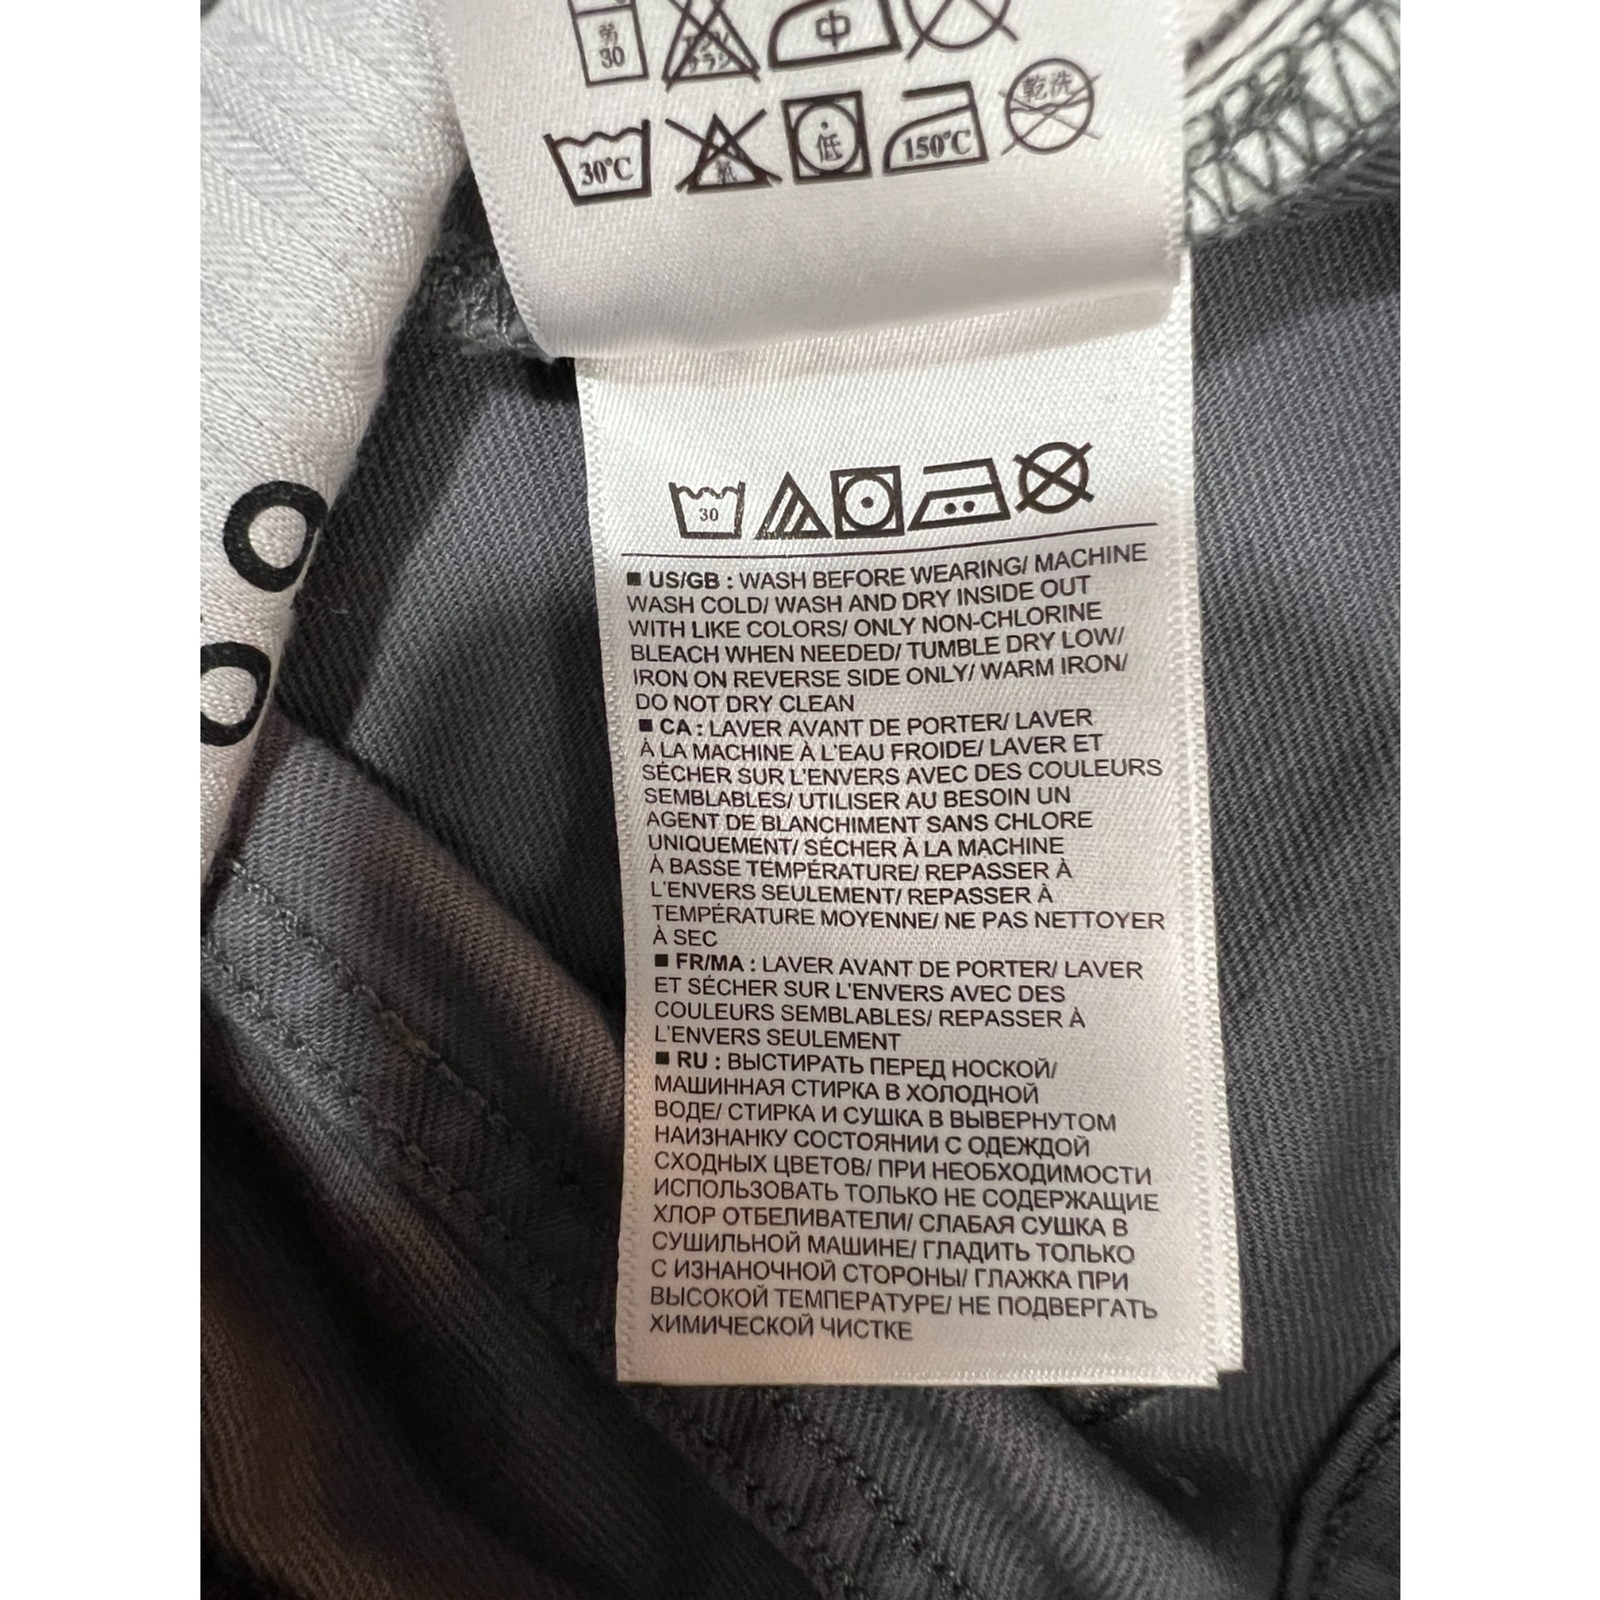 30
中
30°C
低
150°C
乾洗
30
■ US/GB : WASH BEFORE WEARING/ MACHINE
WASH COLD/ WASH AND DRY INSIDE OUT
WITH LIKE COLORS/ ONLY NON-CHLORINE
BLEACH WHEN NEEDED/ TUMBLE DRY LOW/
IRON ON REVERSE SIDE ONLY/ WARM IRON/
DO NOT DRY CLEAN
■ CA : LAVER AVANT DE PORTER/ LAVER
À LA MACHINE À L'EAU FROIDE/ LAVER ET
SÉCHER SUR L'ENVERS AVEC DES COULEURS
SEMBLABLES/ UTILISER AU BESOIN UN
AGENT DE BLANCHIMENT SANS CHLORE
UNIQUEMENT/ SÉCHER À LA MACHINE
À BASSE TEMPÉRATURE/ REPASSER À
L'ENVERS SEULEMENT/ REPASSER À
TEMPÉRATURE MOYENNE/ NE PAS NETTOYER
À SEC
■ FR/MA : LAVER AVANT DE PORTER/ LAVER
ET SÉCHER SUR L'ENVERS AVEC DES
COULEURS SEMBLABLES/ REPASSER À
L'ENVERS SEULEMENT
■ RU : ВЫСТИРАТЬ ПЕРЕД НОСКОЙ/
МАШИННАЯ СТИРКА В ХОЛОДНОЙ
ВОДЕ/ СТИРКА И СУШКА В ВЫВЕРНУТОМ
НАИЗНАНКУ СОСТОЯНИИ С ОДЕЖДОЙ
СХОДНЫХ ЦВЕТОВ/ ПРИ НЕОБХОДИМОСТИ
ИСПОЛЬЗОВАТЬ ТОЛЬКО НЕ СОДЕРЖАЩИЕ
ХЛОР ОТБЕЛИВАТЕЛИ/ СЛАБАЯ СУШКА В
СУШИЛЬНОЙ МАШИНЕ/ ГЛАДИТЬ ТОЛЬКО
С ИЗНАНОЧНОЙ СТОРОНЫ/ ГЛАЖКА ПРИ
ВЫСОКОЙ ТЕМПЕРАТУРЕ/ НЕ ПОДВЕРГАТЬ
ХИМИЧЕСКОЙ ЧИСТКЕ